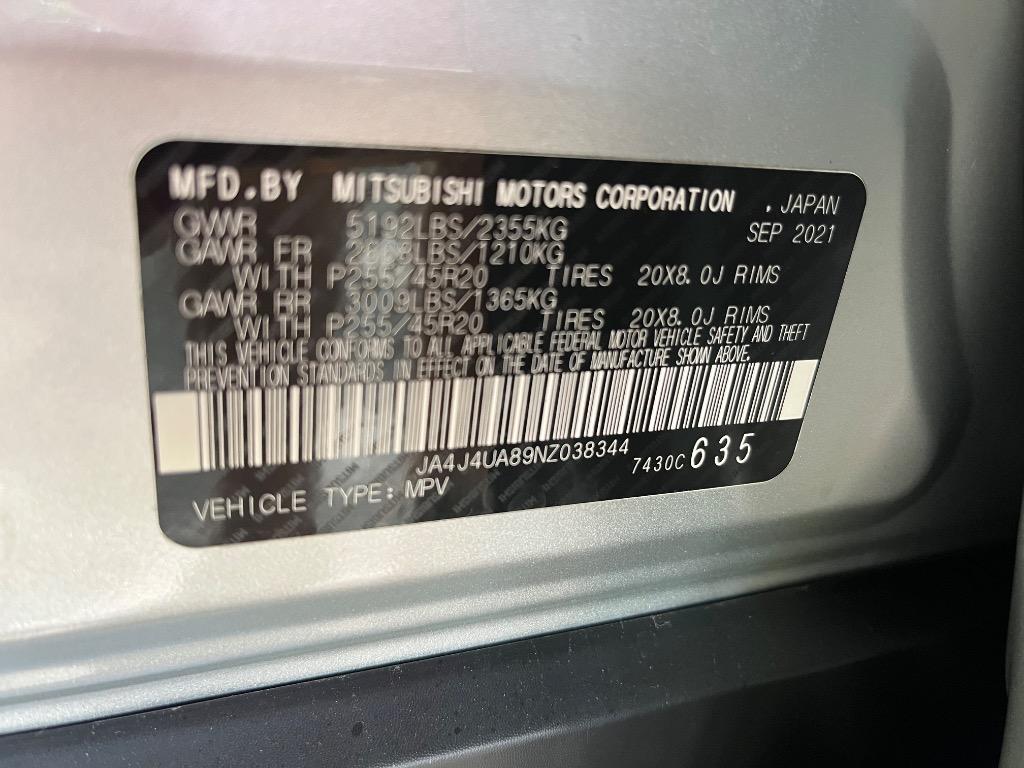 MFD.BY MITSUBISHI MOTORS CORPORATION . JAPAN
GVWR 5192LBS/2355KG SEP 2021
GAWR FR 1210KG
WITH P255/45R20 TIRES 20X8.0J RIMS
GAWR RR 3009LBS/1365KG
WITH P255/45R20 TIRES 20X8.0J RIMS
THIS VEHICLE CONFORMS TO ALL APPLICABLE FEDERAL MOTOR VEHICLE SAFETY AND THEFT
PREVENTION STANDARDS IN EFFECT ON THE DATE OF MANUFACTURE SHOWN ABOVE.
JA4J4UA89NZ038344 7430C 635
VEHICLE TYPE: MPV